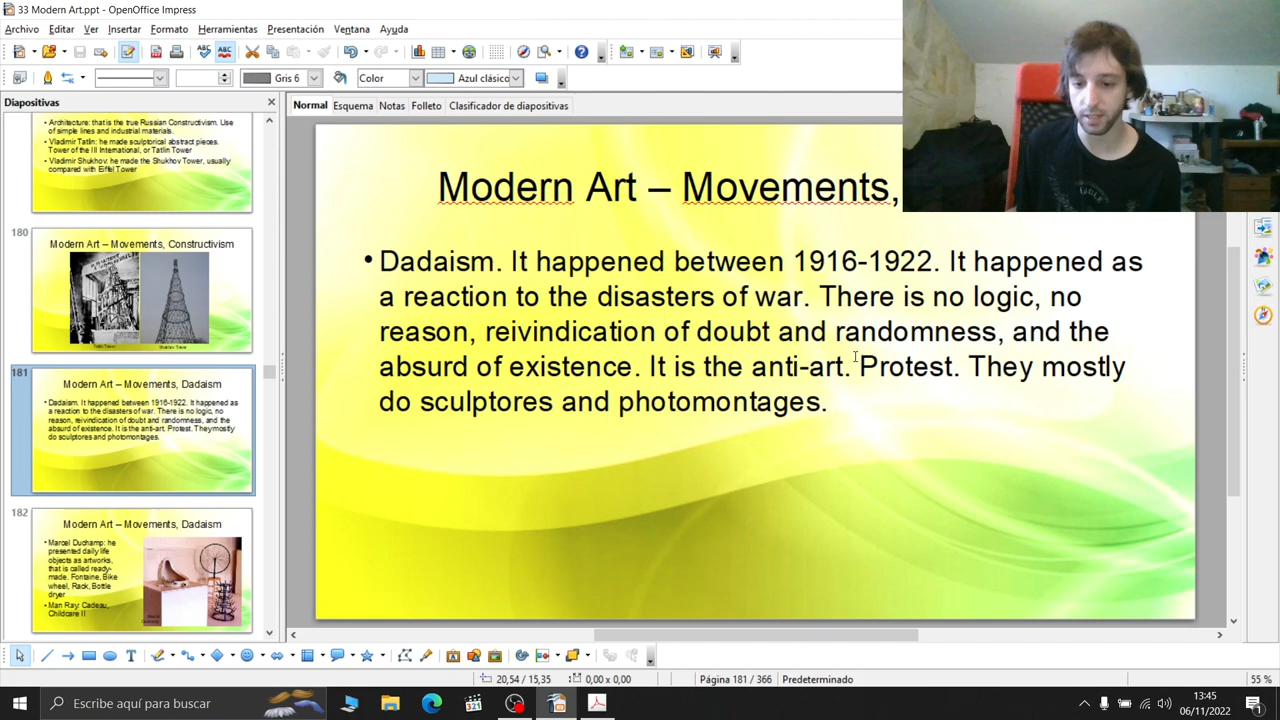 33 Modern Art.ppt - OpenOffice Impress
Archivo Editar Ver Insertar Formato Herramientas Presentación Ventana Ayuda
Gris 6 Color Azul clásico
Diapositivas
Normal Esquema Notas Folleto Clasificador de diapositivas
Architecture: that is the true Russian Constructivism. Use
of simple lines and industrial materials.
Vladimir Tatlin: he made sculptorical abstract pieces.
Tower of the III International, or Tatlin Tower
Vladimir Shukhov: he made the Shukhov Tower, usually
compared with Eiffel Tower
180
Modern Art – Movements, Constructivism
Tatlin Tower Shukhov Tower
181
Modern Art – Movements, Dadaism
Dadaism. It happened between 1916-1922. It happened as
a reaction to the disasters of war. There is no logic, no
reason, reivindication of doubt and randomness, and the
absurd of existence. It is the anti-art. Protest. They mostly
do sculptores and photomontages.
182
Modern Art – Movements, Dadaism
Marcel Duchamp: he
presented daily life
objects as artworks,
that is called ready-
made. Fontaine, Bike
wheel, Rack, Bottle
dryer
Man Ray: Cadeau,
Childcare II
Modern Art – Movements,
• Dadaism. It happened between 1916-1922. It happened as
a reaction to the disasters of war. There is no logic, no
reason, reivindication of doubt and randomness, and the
absurd of existence. It is the anti-art. Protest. They mostly
do sculptores and photomontages.
20,54 / 15,35 0,00 x 0,00 Página 181 / 366 Predeterminado 55 %
Escribe aquí para buscar
13:45
06/11/2022